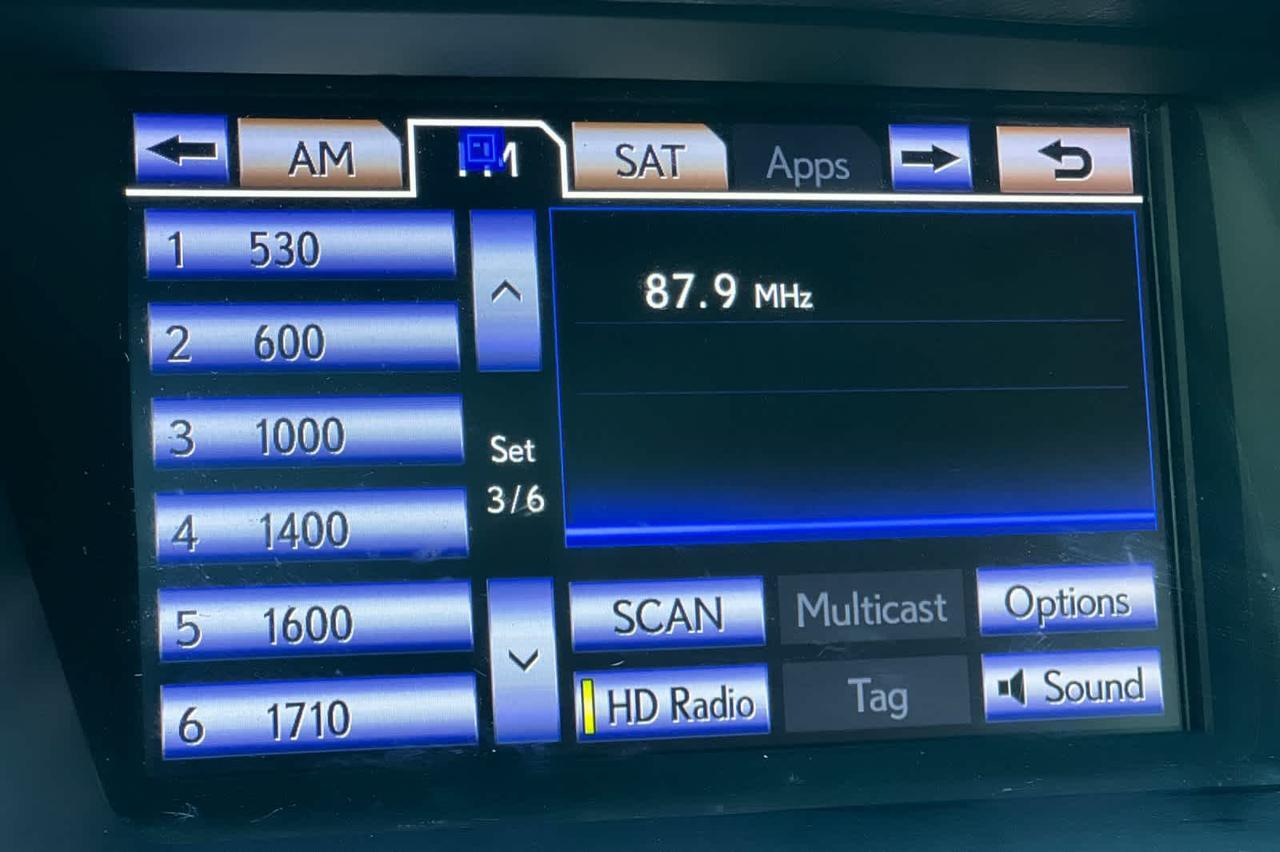 AM
SAT
Apps
1 530
2 600
3 1000
4 1400
5 1600
6 1710
Set
3/6
87.9 MHz
SCAN
Multicast
Options
HD Radio
Tag
Sound